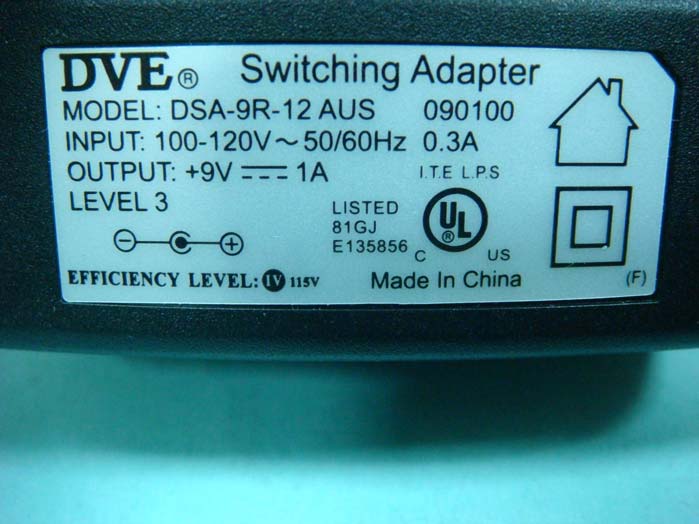 DVE® Switching Adapter
MODEL: DSA-9R-12 AUS 090100
INPUT: 100-120V~50/60Hz 0.3A
OUTPUT: +9V 1A I.T.E L.P.S
LEVEL 3
LISTED
81GJ
E135856
C UL® US
EFFICIENCY LEVEL: IV 115V Made In China (F)